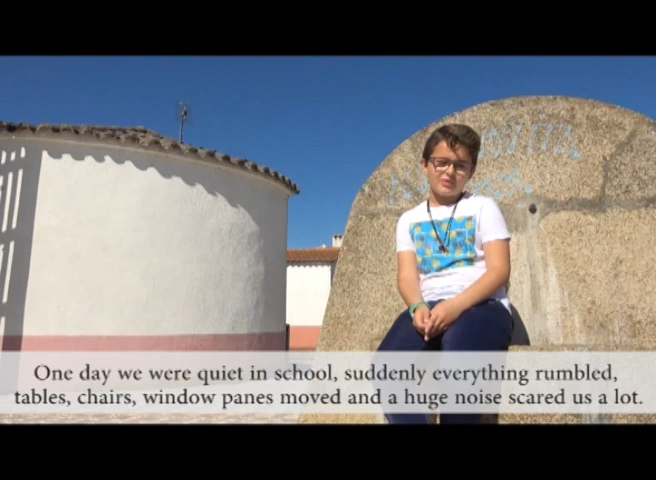 One day we were quiet in school, suddenly everything rumbled,
tables, chairs, window panes moved and a huge noise scared us a lot.